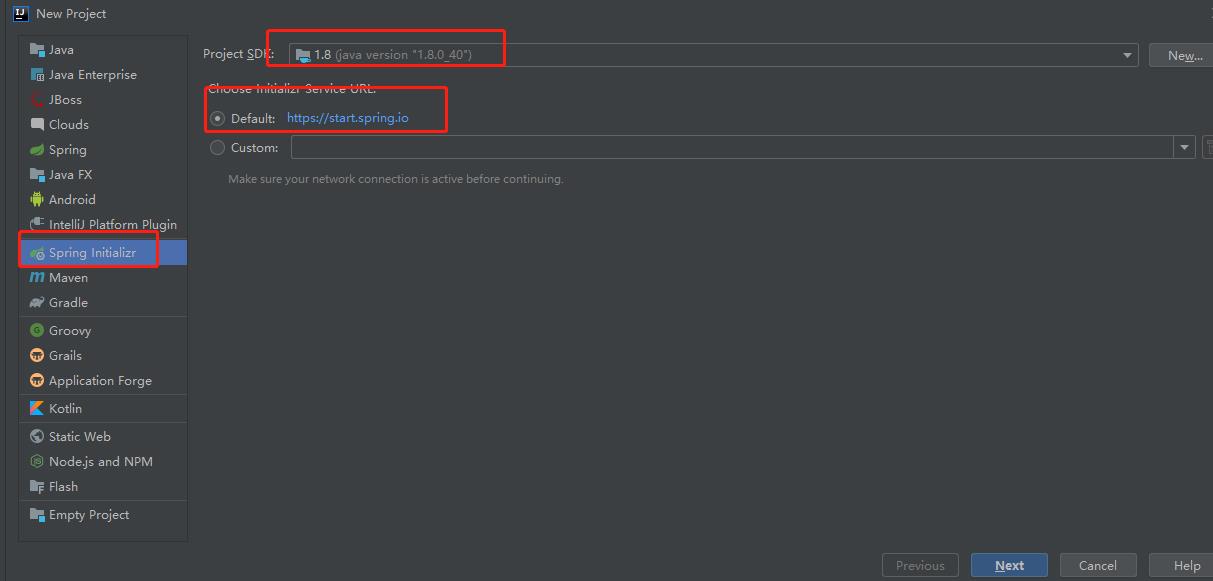 New Project
Java
Java Enterprise
JBoss
Clouds
Spring
Java FX
Android
IntelliJ Platform Plugin
Spring Initializr
Maven
Gradle
Groovy
Grails
Application Forge
Kotlin
Static Web
Node.js and NPM
Flash
Empty Project
Project SDK: 1.8 (java version "1.8.0_40") New...
Choose Initializr Service URL.
Default: https://start.spring.io
Custom:
Make sure your network connection is active before continuing.
Previous Next Cancel Help